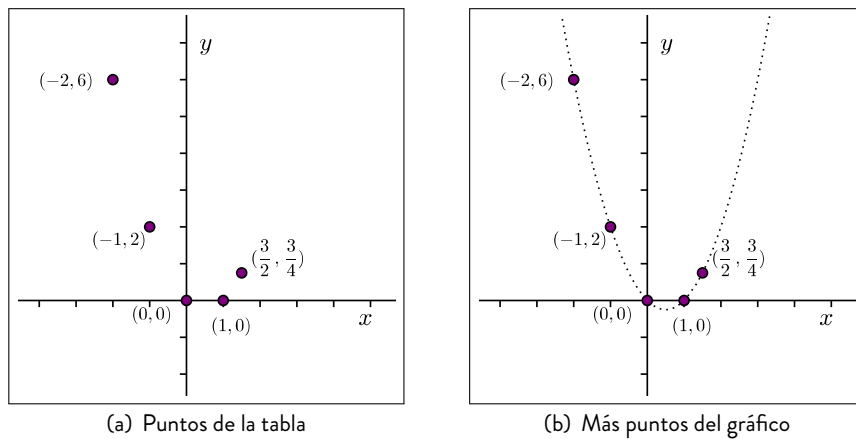 y
(−2, 6)
(−1, 2)
(3/2, 3/4)
(0, 0)
(1, 0)
x
(a) Puntos de la tabla
y
(−2, 6)
(−1, 2)
(3/2, 3/4)
(0, 0)
(1, 0)
x
(b) Más puntos del gráfico